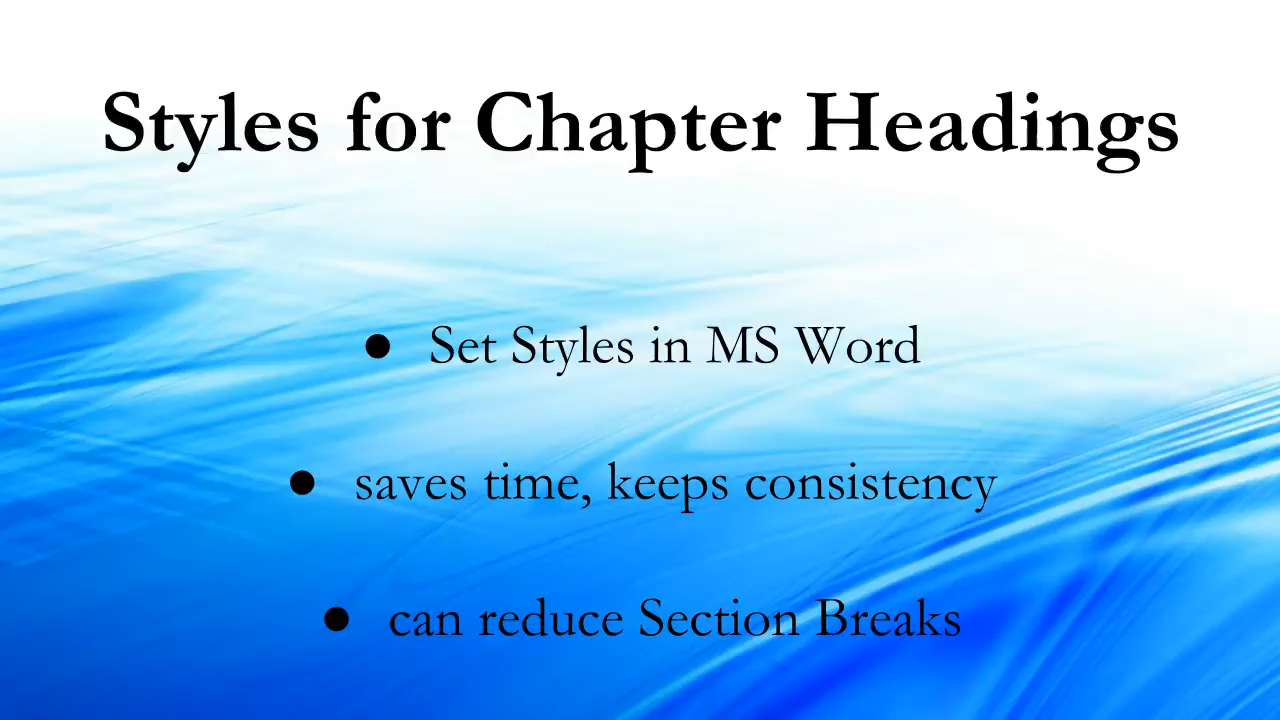 Styles for Chapter Headings
● Set Styles in MS Word
● saves time, keeps consistency
● can reduce Section Breaks